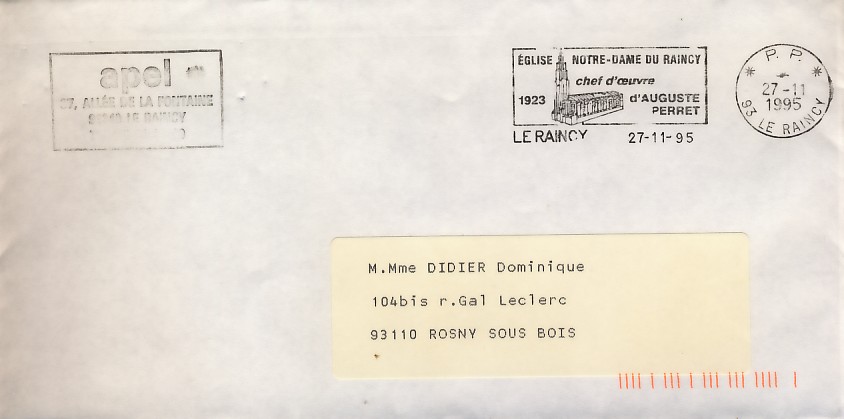 apel
37, ALLÉE DE LA FONTAINE
93340 LE RAINCY
ÉGLISE NOTRE-DAME DU RAINCY
chef d'œuvre
1923 d'AUGUSTE
PERRET
LE RAINCY 27-11-95
* P.P. *
27-11
1995
93 LE RAINCY
M.Mme DIDIER Dominique
104bis r.Gal Leclerc
93110 ROSNY SOUS BOIS